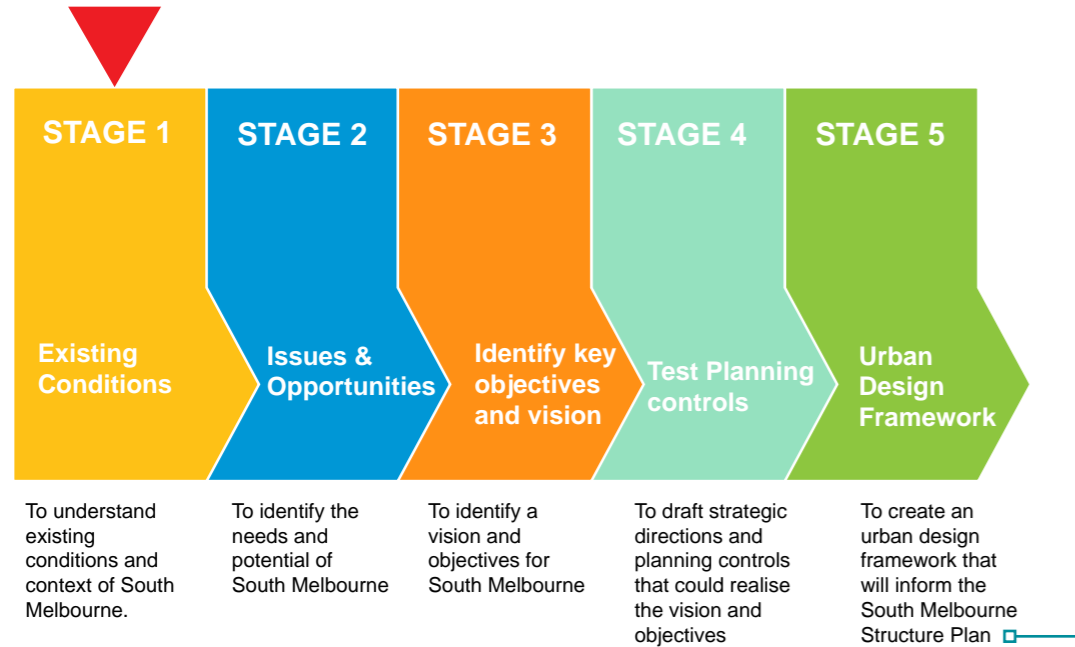 STAGE 1
Existing
Conditions
To understand
existing
conditions and
context of South
Melbourne.
STAGE 2
Issues &
Opportunities
To identify the
needs and
potential of
South Melbourne
STAGE 3
Identify key
objectives
and vision
To identify a
vision and
objectives for
South Melbourne
STAGE 4
Test Planning
controls
To draft strategic
directions and
planning controls
that could realise
the vision and
objectives
STAGE 5
Urban
Design
Framework
To create an
urban design
framework that
will inform the
South Melbourne
Structure Plan